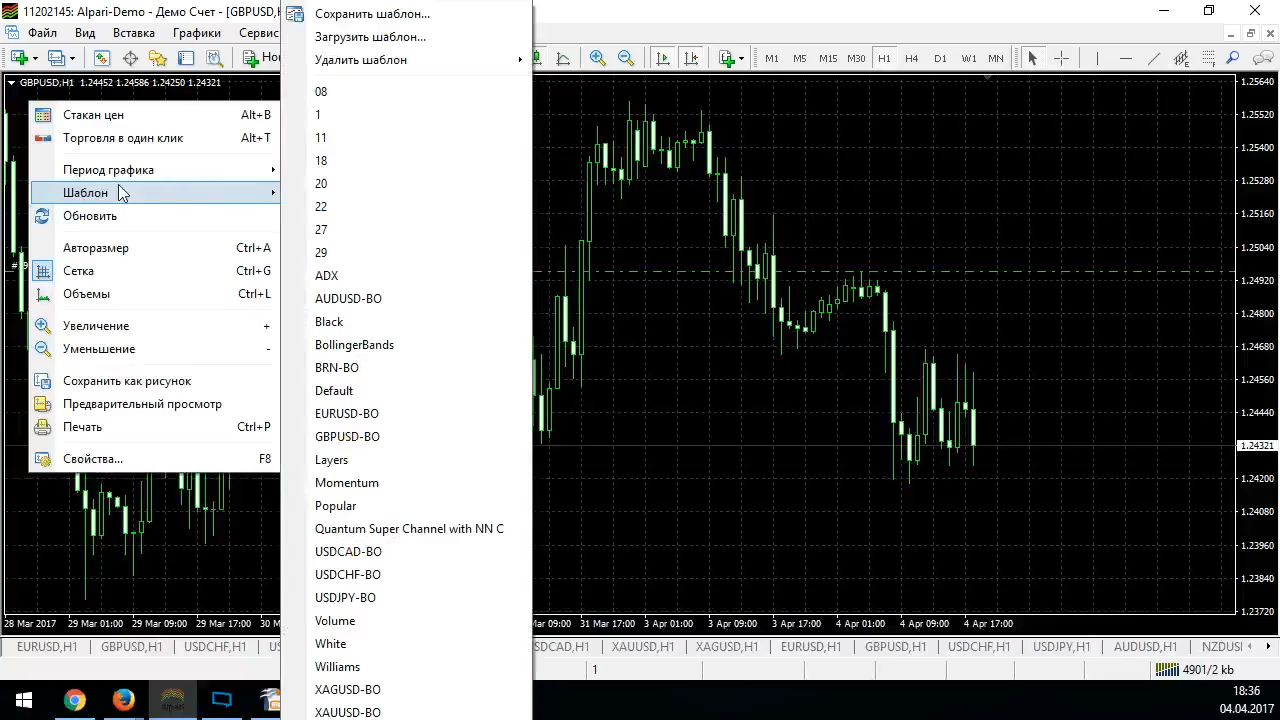 11202145: Alpari-Demo - Демо Счет - [GBPUSD,
Файл Вид Вставка Графики Сервис
M1 M5 M15 M30 H1 H4 D1 W1 MN
GBPUSD,H1 1.24452 1.24586 1.24250 1.24321
Стакан цен Alt+B
Торговля в один клик Alt+T
Период графика
Шаблон
Обновить
Авторазмер Ctrl+A
Сетка Ctrl+G
Объемы Ctrl+L
Увеличение +
Уменьшение -
Сохранить как рисунок
Предварительный просмотр
Печать Ctrl+P
Свойства... F8
Сохранить шаблон...
Загрузить шаблон...
Удалить шаблон
08
1
11
18
20
22
27
29
ADX
AUDUSD-BO
Black
BollingerBands
BRN-BO
Default
EURUSD-BO
GBPUSD-BO
Layers
Momentum
Popular
Quantum Super Channel with NN C
USDCAD-BO
USDCHF-BO
USDJPY-BO
Volume
White
Williams
XAGUSD-BO
XAUUSD-BO
1.25640
1.25520
1.25400
1.25280
1.25160
1.25040
1.24920
1.24800
1.24680
1.24560
1.24440
1.24321
1.24200
1.24080
1.23960
1.23840
1.23720
28 Mar 2017 29 Mar 01:00 29 Mar 09:00 29 Mar 17:00 30 M
Mar 09:00 31 Mar 17:00 3 Apr 01:00 3 Apr 09:00 3 Apr 17:00 4 Apr 01:00 4 Apr 09:00 4 Apr 17:00
EURUSD,H1 GBPUSD,H1 USDCHF,H1 US
SDCAD,H1 XAUUSD,H1 XAGUSD,H1 EURUSD,H1 GBPUSD,H1 USDCHF,H1 USDJPY,H1 AUDUSD,H1 NZDUSI
1 4901/2 kb
alpari
18:36
04.04.2017